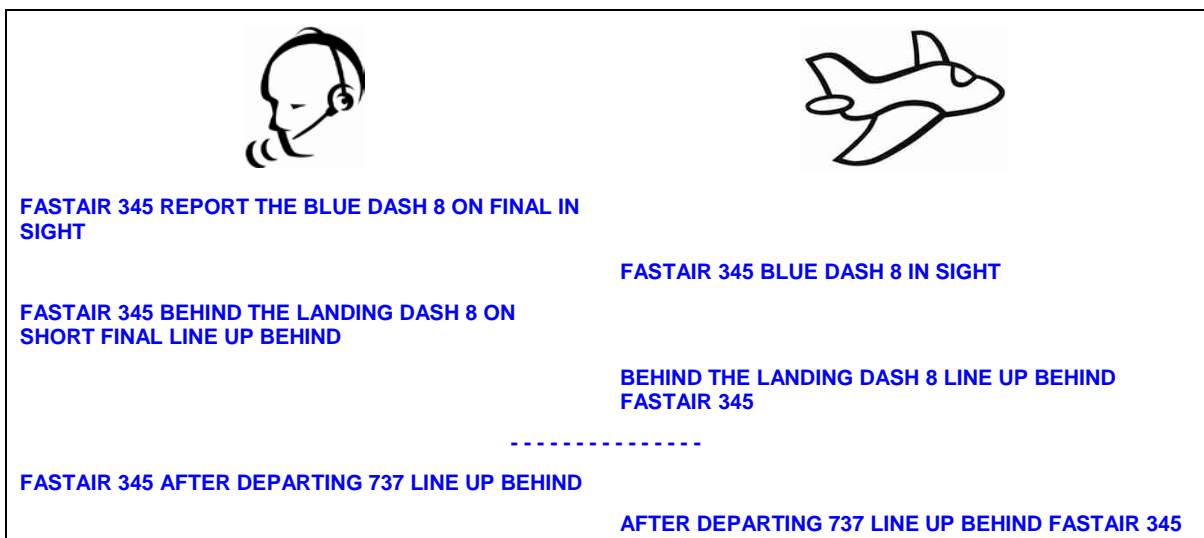 FASTAIR 345 REPORT THE BLUE DASH 8 ON FINAL IN
SIGHT
FASTAIR 345 BLUE DASH 8 IN SIGHT
FASTAIR 345 BEHIND THE LANDING DASH 8 ON
SHORT FINAL LINE UP BEHIND
BEHIND THE LANDING DASH 8 LINE UP BEHIND
FASTAIR 345
- - - - - - - - - - - - - - -
FASTAIR 345 AFTER DEPARTING 737 LINE UP BEHIND
AFTER DEPARTING 737 LINE UP BEHIND FASTAIR 345